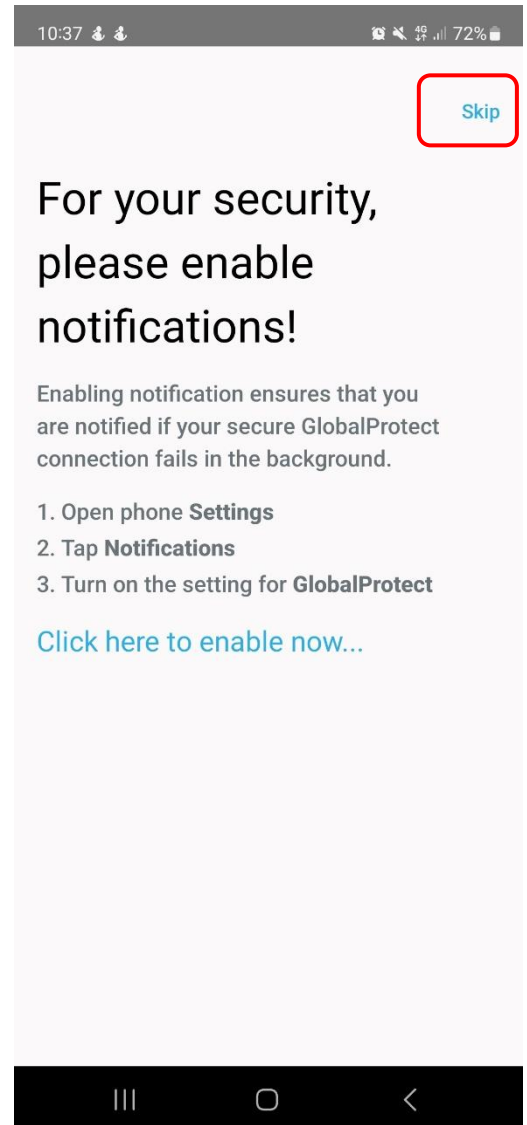 10:37 4G 72%
Skip
For your security,
please enable
notifications!
Enabling notification ensures that you
are notified if your secure GlobalProtect
connection fails in the background.
1. Open phone Settings
2. Tap Notifications
3. Turn on the setting for GlobalProtect
Click here to enable now...